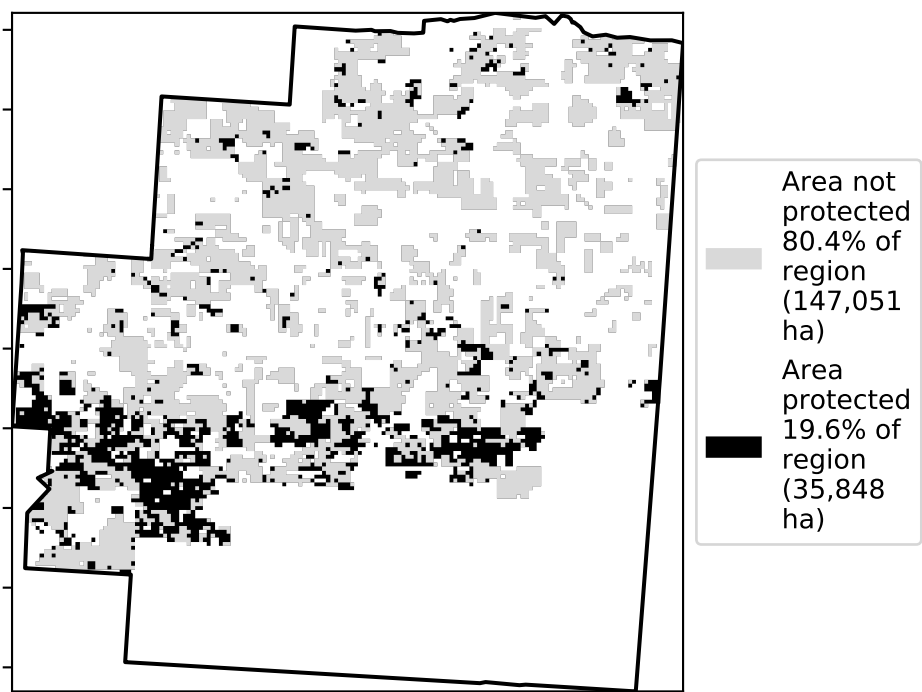 Area not
protected
80.4% of
region
(147,051
ha)
Area
protected
19.6% of
region
(35,848
ha)